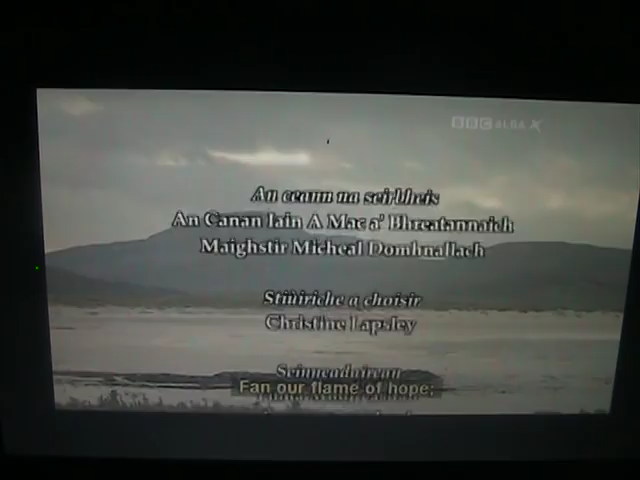 BBC ALBA
An ceann na seirbheis
An Canan Iain A Mac a' Bhreatannaich
Maighstir Micheal Domhnallach
Stiùiriche a choisir
Christine Lapsley
Seinneadairean
Fan our flame of hope;